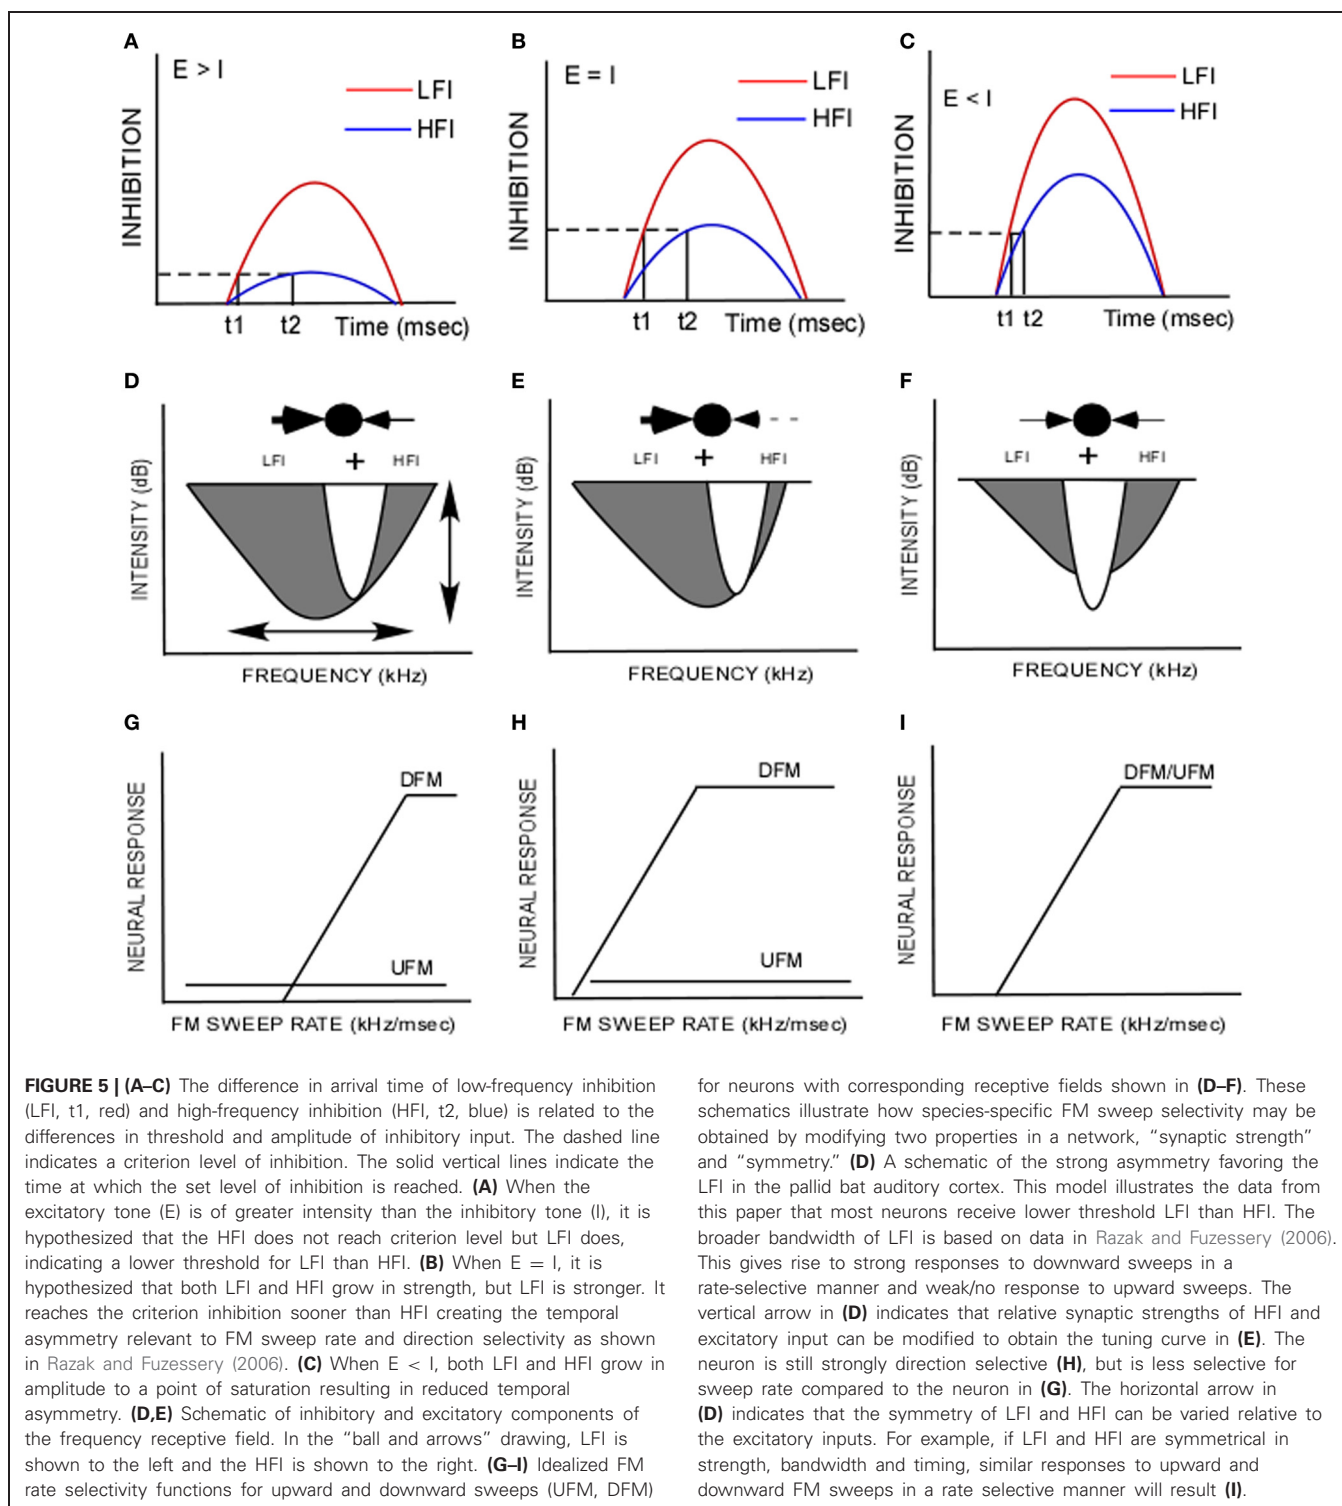 A
E > I
LFI
HFI
INHIBITION
t1
t2
Time (msec)
B
E = I
LFI
HFI
INHIBITION
t1
t2
Time (msec)
C
E < I
LFI
HFI
INHIBITION
t1
t2
Time (msec)
D
LFI
+
HFI
INTENSITY (dB)
FREQUENCY (kHz)
E
LFI
+
HFI
INTENSITY (dB)
FREQUENCY (kHz)
F
LFI
+
HFI
INTENSITY (dB)
FREQUENCY (kHz)
G
DFM
UFM
NEURAL RESPONSE
FM SWEEP RATE (kHz/msec)
H
DFM
UFM
NEURAL RESPONSE
FM SWEEP RATE (kHz/msec)
I
DFM/UFM
NEURAL RESPONSE
FM SWEEP RATE (kHz/msec)
FIGURE 5 | (A–C) The difference in arrival time of low-frequency inhibition
(LFI, t1, red) and high-frequency inhibition (HFI, t2, blue) is related to the
differences in threshold and amplitude of inhibitory input. The dashed line
indicates a criterion level of inhibition. The solid vertical lines indicate the
time at which the set level of inhibition is reached. (A) When the
excitatory tone (E) is of greater intensity than the inhibitory tone (I), it is
hypothesized that the HFI does not reach criterion level but LFI does,
indicating a lower threshold for LFI than HFI. (B) When E = I, it is
hypothesized that both LFI and HFI grow in strength, but LFI is stronger. It
reaches the criterion inhibition sooner than HFI creating the temporal
asymmetry relevant to FM sweep rate and direction selectivity as shown
in Razak and Fuzessery (2006). (C) When E < I, both LFI and HFI grow in
amplitude to a point of saturation resulting in reduced temporal
asymmetry. (D,E) Schematic of inhibitory and excitatory components of
the frequency receptive field. In the “ball and arrows” drawing, LFI is
shown to the left and the HFI is shown to the right. (G–I) Idealized FM
rate selectivity functions for upward and downward sweeps (UFM, DFM)
for neurons with corresponding receptive fields shown in (D–F). These
schematics illustrate how species-specific FM sweep selectivity may be
obtained by modifying two properties in a network, “synaptic strength”
and “symmetry.” (D) A schematic of the strong asymmetry favoring the
LFI in the pallid bat auditory cortex. This model illustrates the data from
this paper that most neurons receive lower threshold LFI than HFI. The
broader bandwidth of LFI is based on data in Razak and Fuzessery (2006).
This gives rise to strong responses to downward sweeps in a
rate-selective manner and weak/no response to upward sweeps. The
vertical arrow in (D) indicates that relative synaptic strengths of HFI and
excitatory input can be modified to obtain the tuning curve in (E). The
neuron is still strongly direction selective (H), but is less selective for
sweep rate compared to the neuron in (G). The horizontal arrow in
(D) indicates that the symmetry of LFI and HFI can be varied relative to
the excitatory inputs. For example, if LFI and HFI are symmetrical in
strength, bandwidth and timing, similar responses to upward and
downward FM sweeps in a rate selective manner will result (I).